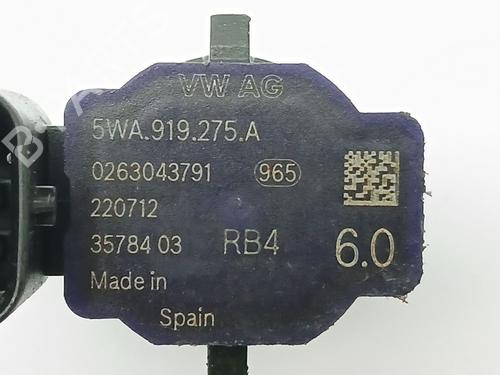 VW AG
5WA.919.275.A
0263043791 965
220712
35784 03 RB4 6.0
Made in
Spain